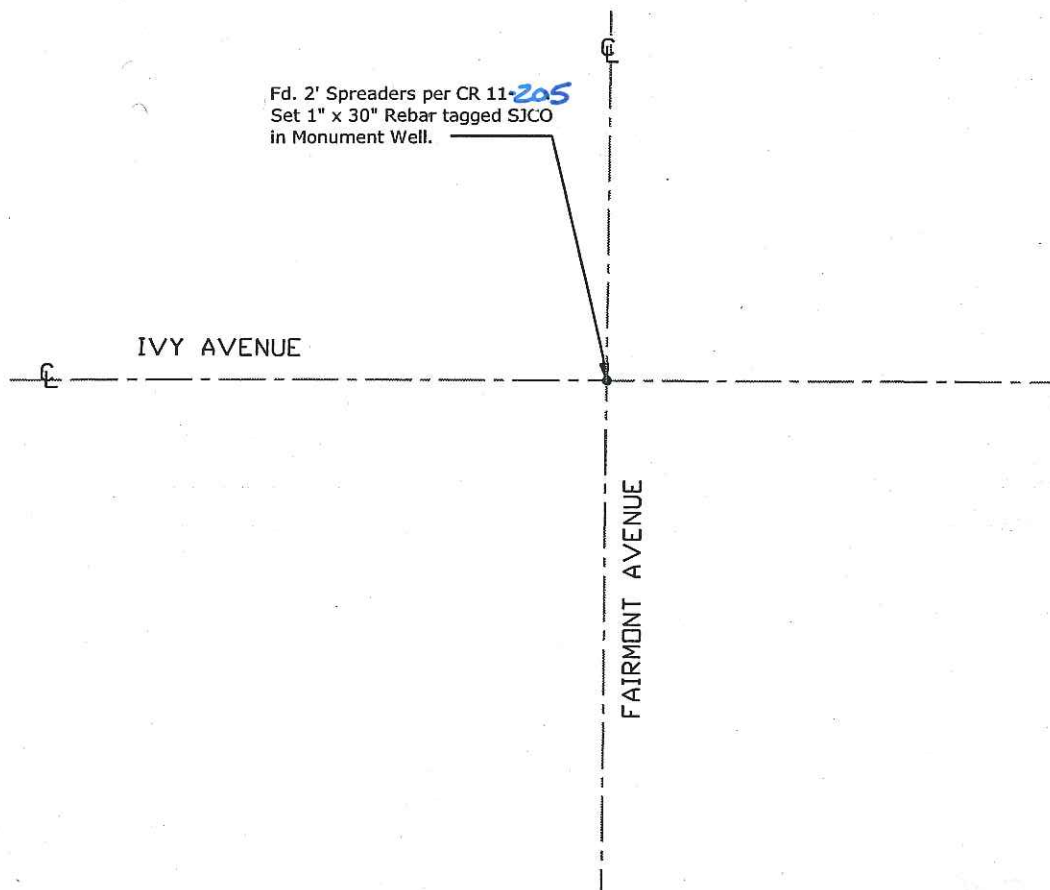 ℄
Fd. 2' Spreaders per CR 11-205
Set 1" x 30" Rebar tagged SJCO
in Monument Well.
IVY AVENUE
℄
FAIRMONT AVENUE